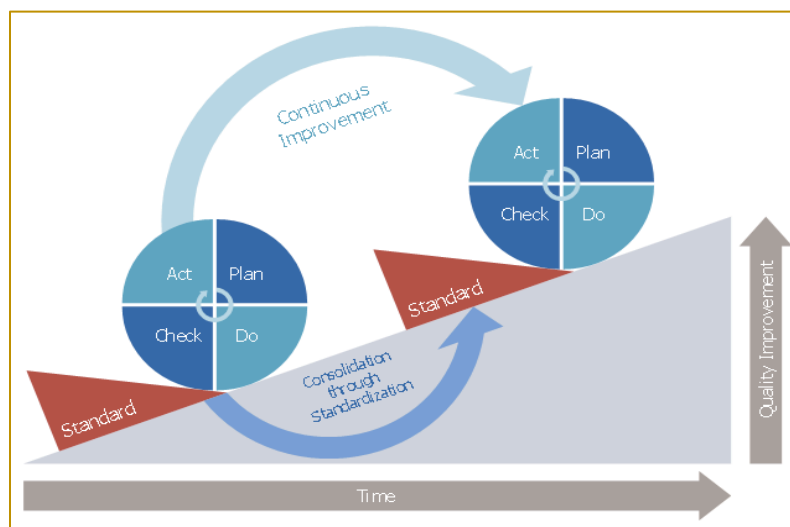 Continuous
Improvement
Act
Plan
Check
Do
Act
Plan
Check
Do
Standard
Standard
Consolidation
through
Standardization
Quality Improvement
Time